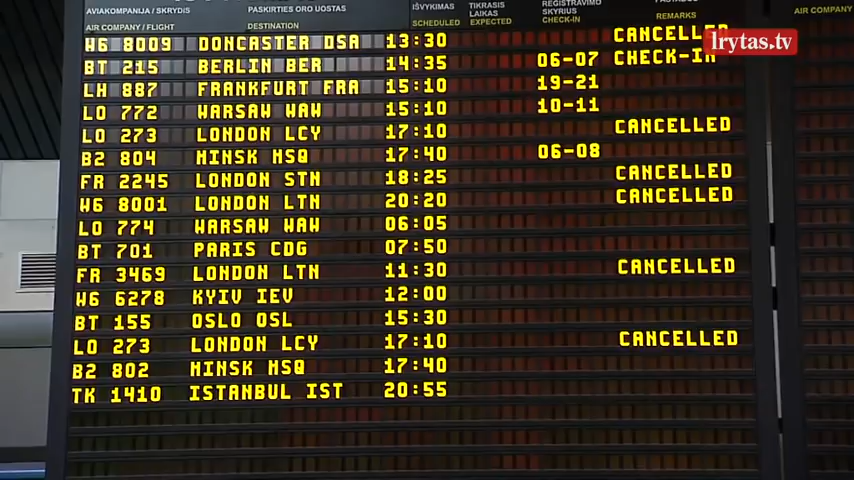 AVIAKOMPANIJA / SKRYDIS PASKIRTIES ORO UOSTAS IŠVYKIMAS TIKRASIS LAIKAS REGISTRAVIMO SKYRIUS
AIR COMPANY / FLIGHT DESTINATION SCHEDULED EXPECTED CHECK-IN REMARKS AIR COMPANY
W6 8009 DONCASTER DSA 13:30 CANCELLED
lrytas.tv
BT 215 BERLIN BER 14:35 06-07 CHECK-IN
LH 887 FRANKFURT FRA 15:10 19-21
LO 772 WARSAW WAW 15:10 10-11
LO 273 LONDON LCY 17:10 CANCELLED
B2 804 MINSK MSQ 17:40 06-08
FR 2245 LONDON STN 18:25 CANCELLED
W6 8001 LONDON LTN 20:20 CANCELLED
LO 774 WARSAW WAW 06:05
BT 701 PARIS CDG 07:50
FR 3469 LONDON LTN 11:30 CANCELLED
W6 6278 KYIV IEV 12:00
BT 155 OSLO OSL 15:30
LO 273 LONDON LCY 17:10 CANCELLED
B2 802 MINSK MSQ 17:40
TK 1410 ISTANBUL IST 20:55